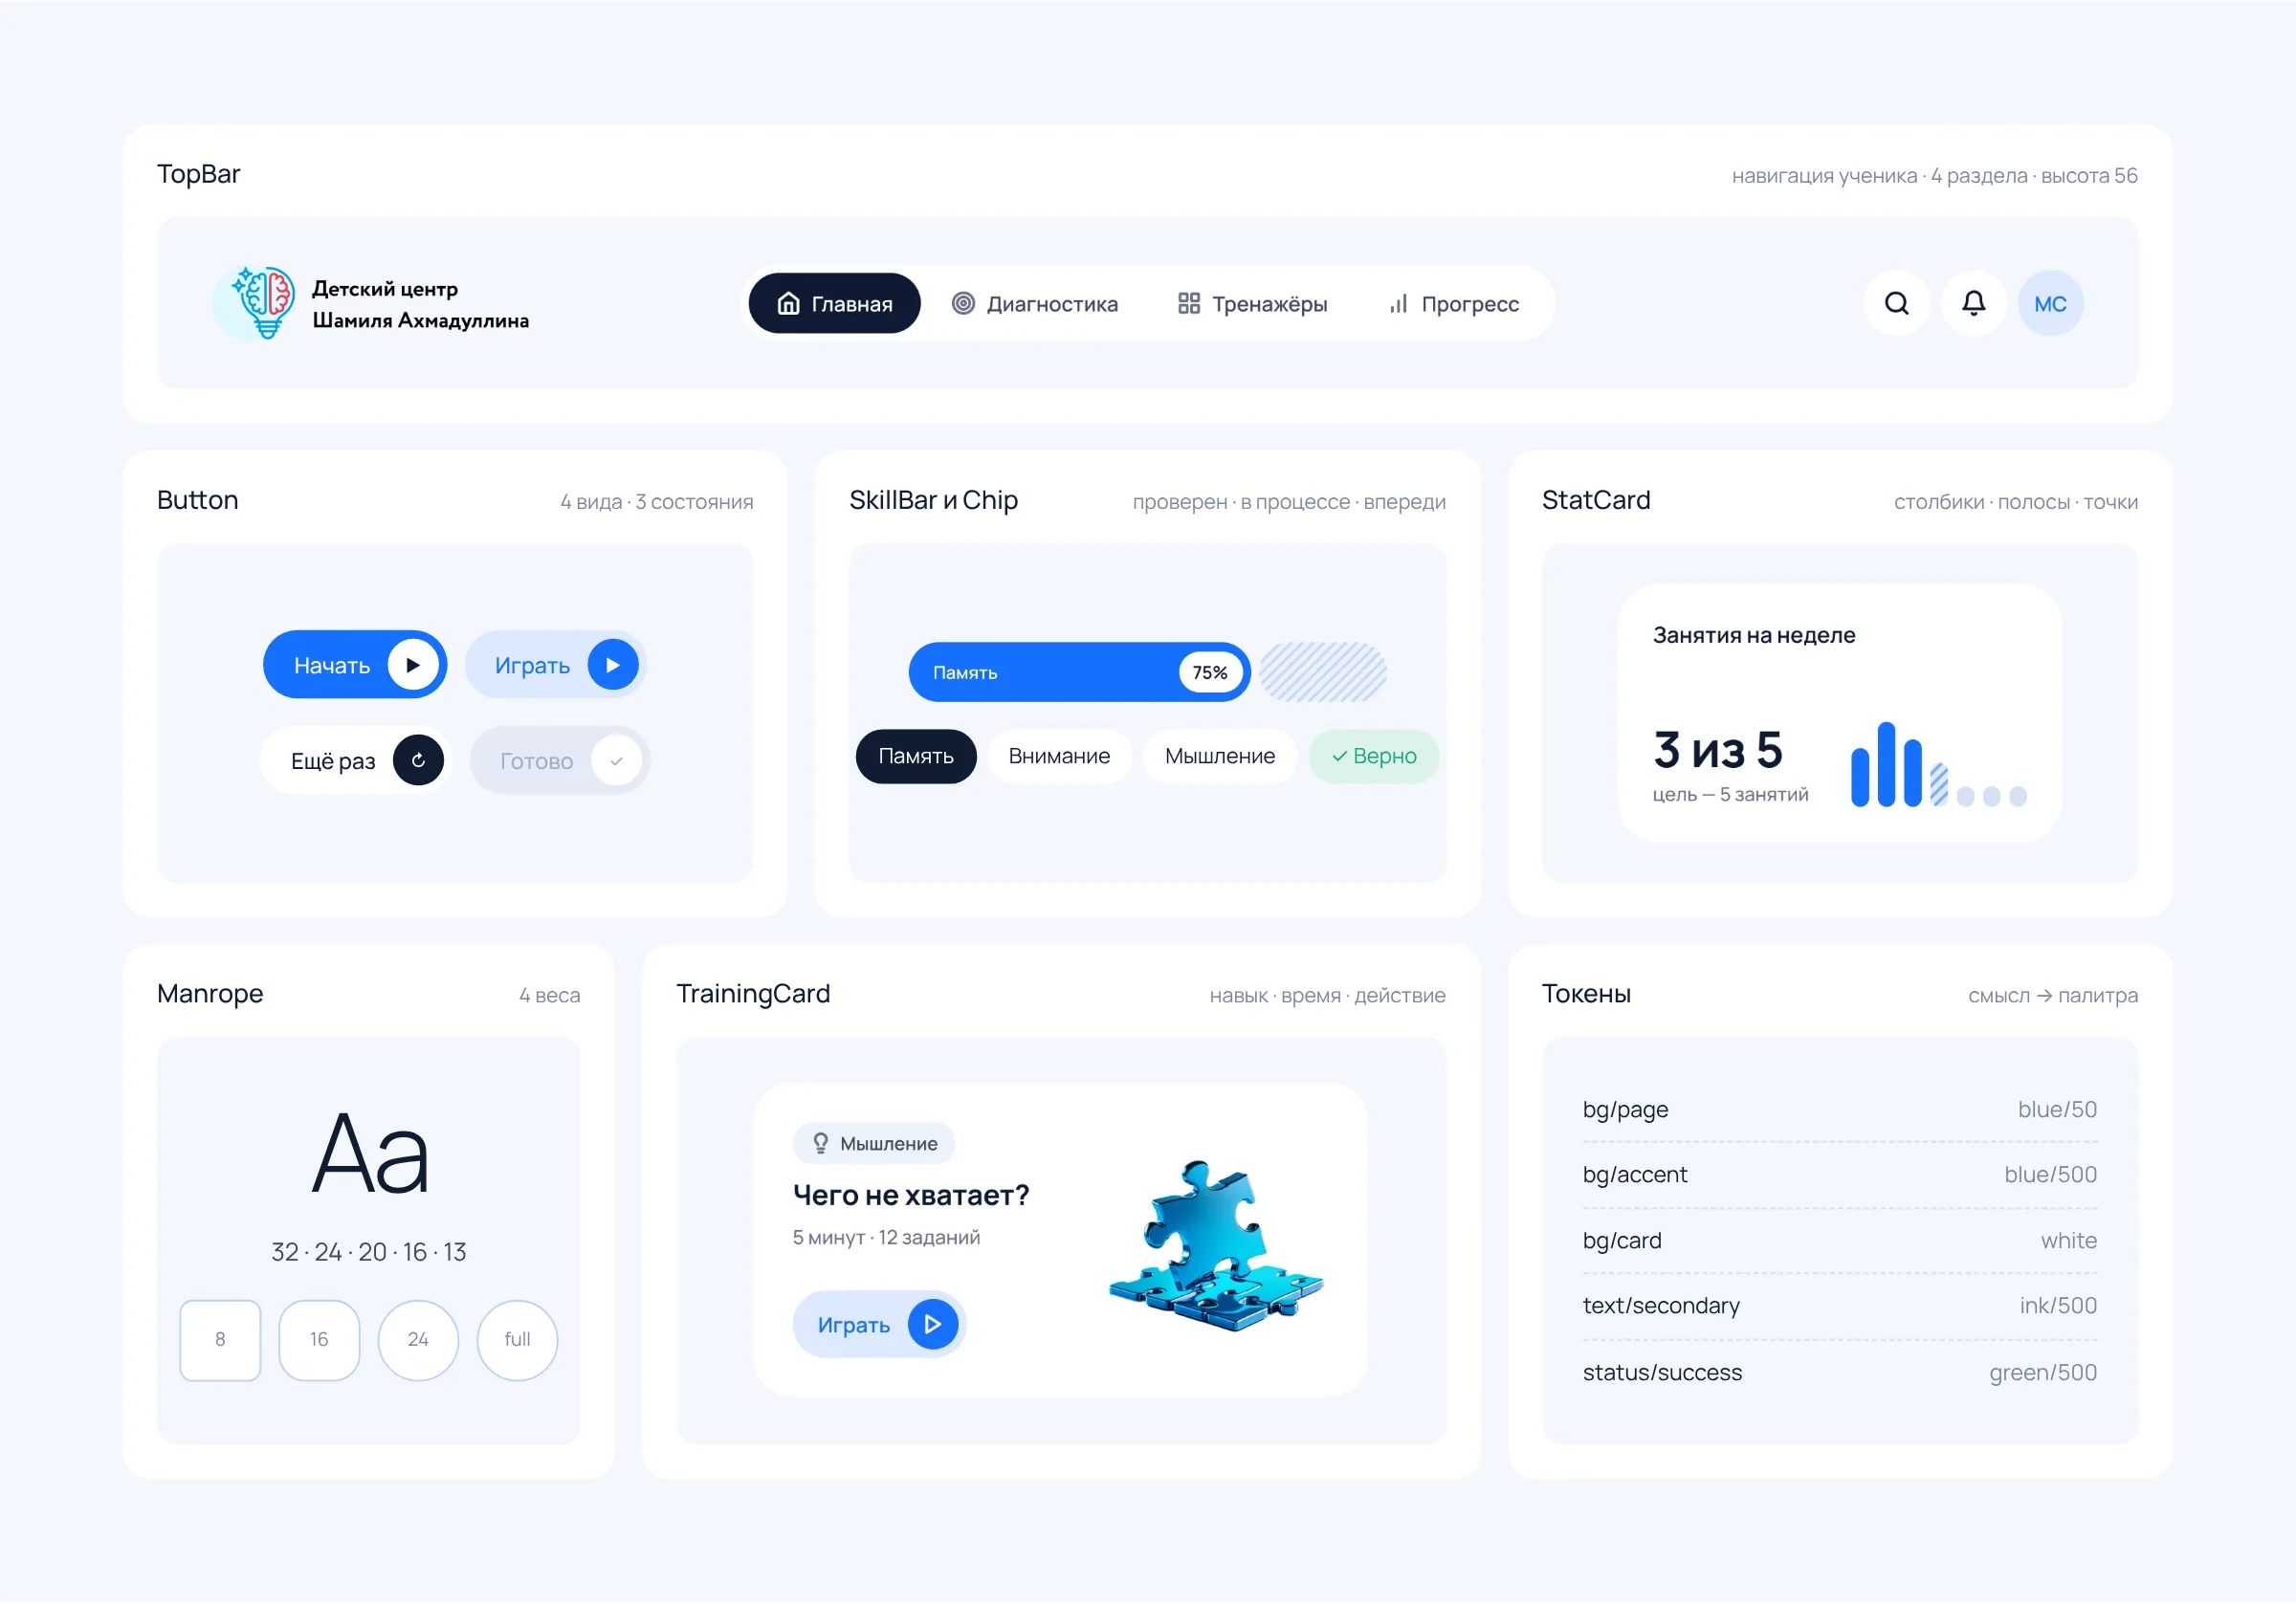 TopBar
навигация ученика · 4 раздела · высота 56
Детский центр
Шамиля Ахмадуллина
Главная
Диагностика
Тренажёры
Прогресс
МС
Button
4 вида · 3 состояния
Начать
Играть
Ещё раз
Готово
SkillBar и Chip
проверен · в процессе · впереди
Память
75%
Память
Внимание
Мышление
✓ Верно
StatCard
столбики · полосы · точки
Занятия на неделе
3 из 5
цель — 5 занятий
Manrope
4 веса
Aa
32 · 24 · 20 · 16 · 13
8
16
24
full
TrainingCard
навык · время · действие
Мышление
Чего не хватает?
5 минут · 12 заданий
Играть
Токены
смысл → палитра
bg/page
blue/50
bg/accent
blue/500
bg/card
white
text/secondary
ink/500
status/success
green/500